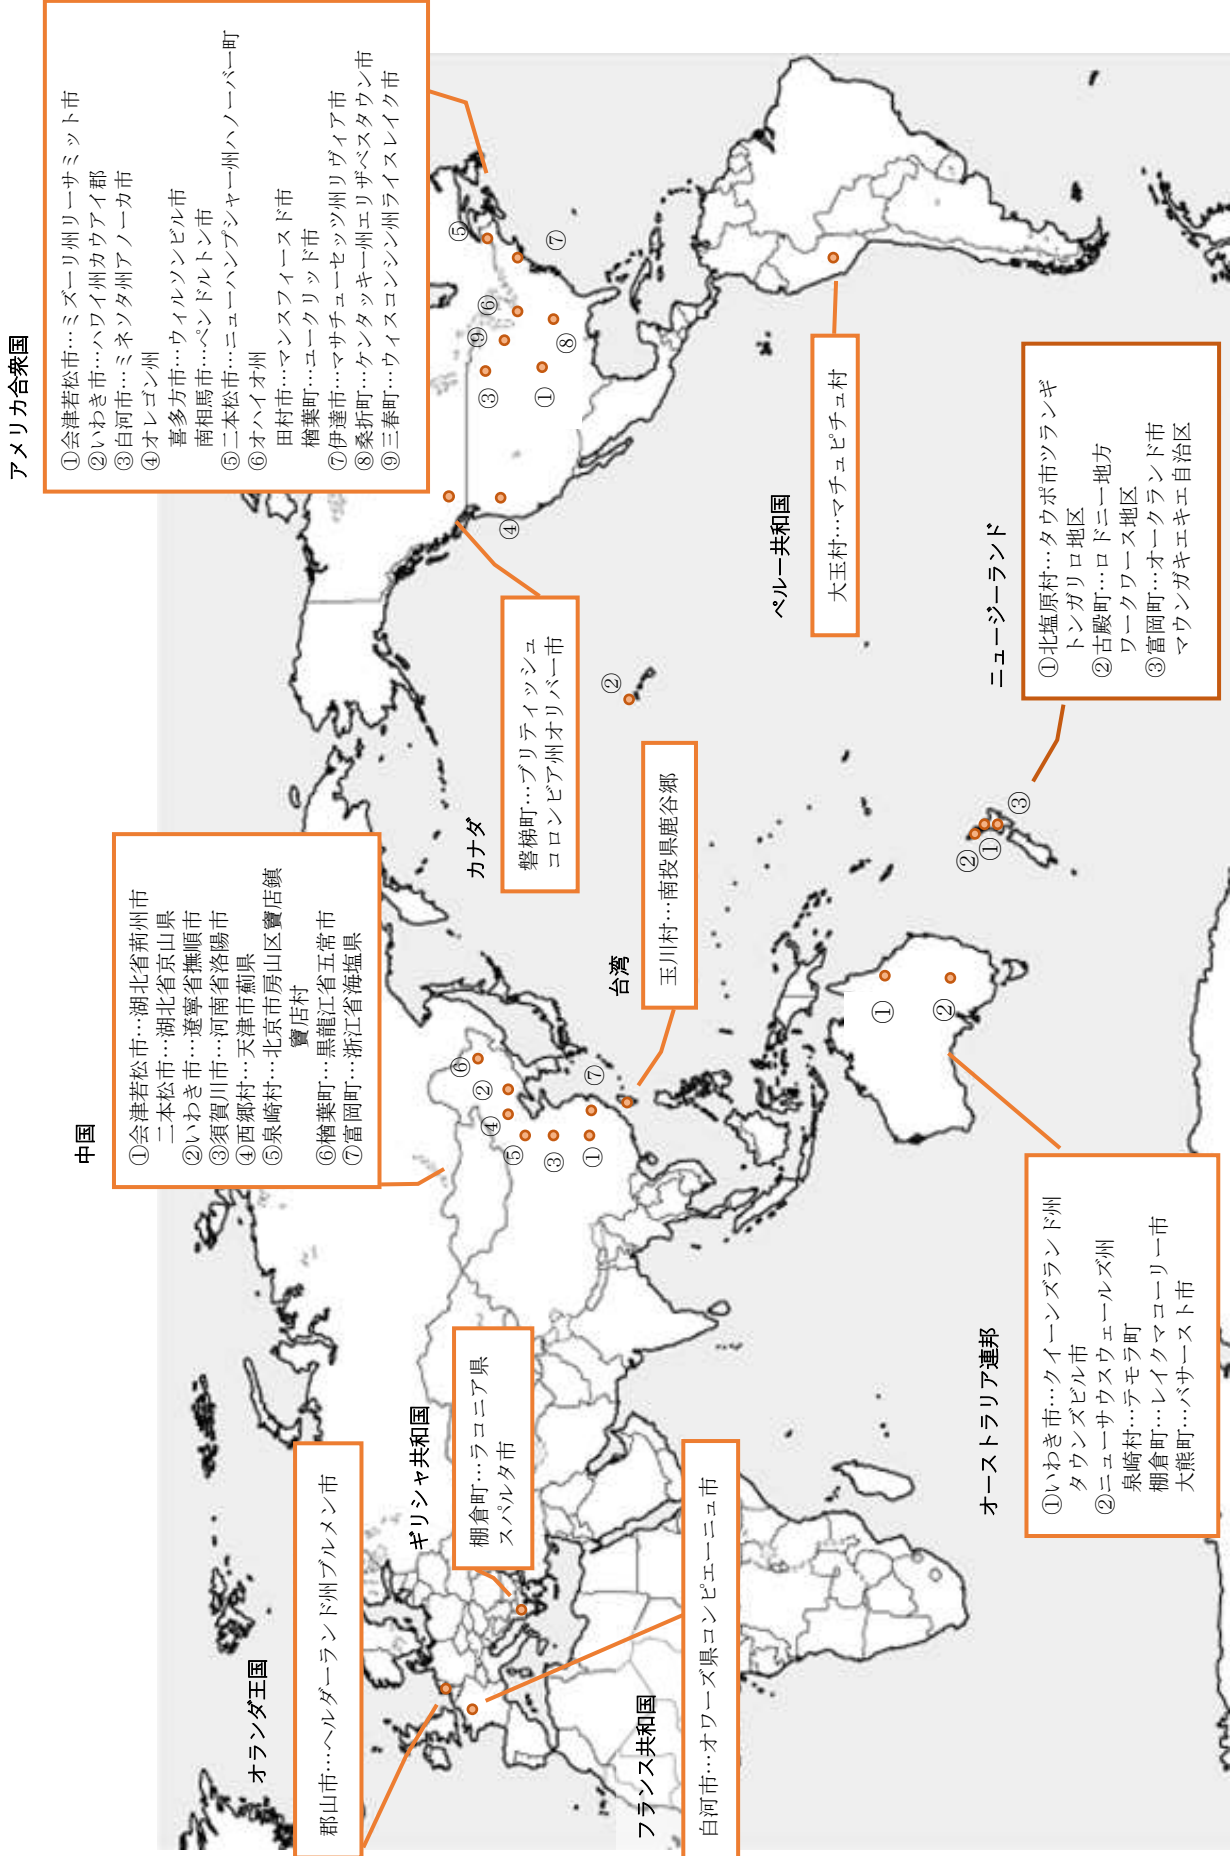 アメリカ合衆国
①会津若松市…ミズーリ州リーサミット市
②いわき市…ハワイ州カウアイ郡
③白河市…ミネソタ州アノーカ市
④オレゴン州
喜多方市…ウィルソンビル市
南相馬市…ペンドルトン市
⑤二本松市…ニューハンプシャー州ハノーバー町
⑥オハイオ州
田村市…マンスフィースド市
楢葉町…ユークリッド市
⑦伊達市…マサチューセッツ州リヴィア市
⑧桑折町…ケンタッキー州エリザベスタウン市
⑨三春町…ウィスコンシン州ライスレイク市
⑤
⑦
⑥
⑨
⑧
③
①
④
②
カナダ
磐梯町…ブリティッシュ
コロンビア州オリバー市
ペルー共和国
大玉村…マチュピチュ村
ニュージーランド
①北塩原村…タウポ市ツランギ
トンガリロ地区
②古殿町…ロドニー地方
ワークワース地区
③富岡町…オークランド市
マウンガキエキエ自治区
②
①
③
中国
①会津若松市…湖北省荊州市
二本松市…湖北省京山県
②いわき市…遼寧省撫順市
③須賀川市…河南省洛陽市
④西郷村…天津市薊県
⑤泉崎村…北京市房山区竇店鎮
竇店村
⑥楢葉町…黒龍江省五常市
⑦富岡町…浙江省海塩県
⑥
②
④
⑤
③
①
⑦
台湾
玉川村…南投県鹿谷郷
オーストラリア連邦
①いわき市…クイーンズランド州
タウンズビル市
②ニューサウスウェールズ州
泉崎村…テモラ町
棚倉町…レイクマコーリー市
大熊町…バサースト市
①
②
ギリシャ共和国
棚倉町…ラコニア県
スパルタ市
オランダ王国
郡山市…ヘルダーランド州ブルメン市
フランス共和国
白河市…オワーズ県コンピエーニュ市